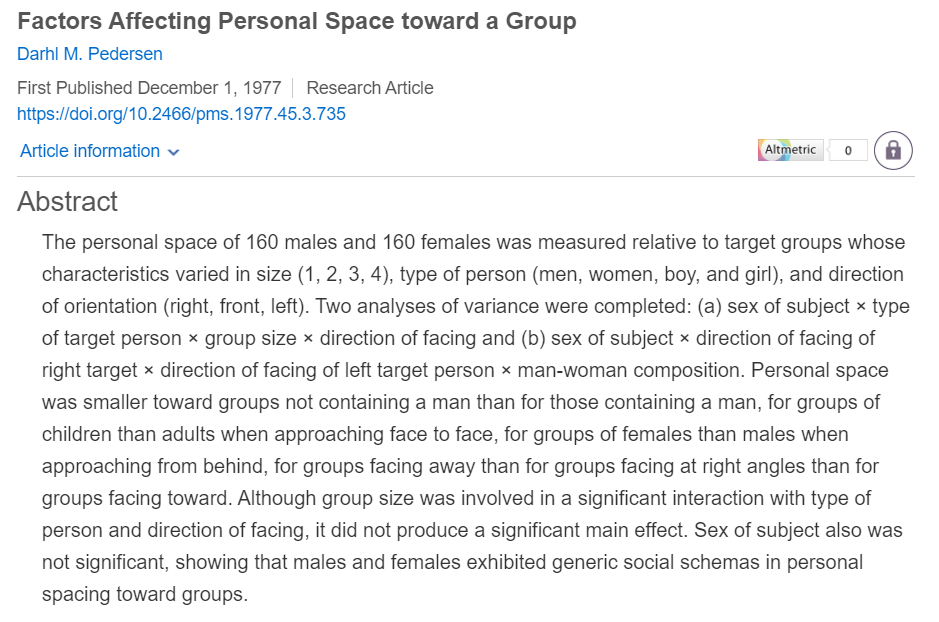 Factors Affecting Personal Space toward a Group
Darhl M. Pedersen
First Published December 1, 1977 Research Article
https://doi.org/10.2466/pms.1977.45.3.735
Article information
Altmetric 0
Abstract
The personal space of 160 males and 160 females was measured relative to target groups whose
characteristics varied in size (1, 2, 3, 4), type of person (men, women, boy, and girl), and direction
of orientation (right, front, left). Two analyses of variance were completed: (a) sex of subject × type
of target person × group size × direction of facing and (b) sex of subject × direction of facing of
right target × direction of facing of left target person × man-woman composition. Personal space
was smaller toward groups not containing a man than for those containing a man, for groups of
children than adults when approaching face to face, for groups of females than males when
approaching from behind, for groups facing away than for groups facing at right angles than for
groups facing toward. Although group size was involved in a significant interaction with type of
person and direction of facing, it did not produce a significant main effect. Sex of subject also was
not significant, showing that males and females exhibited generic social schemas in personal
spacing toward groups.